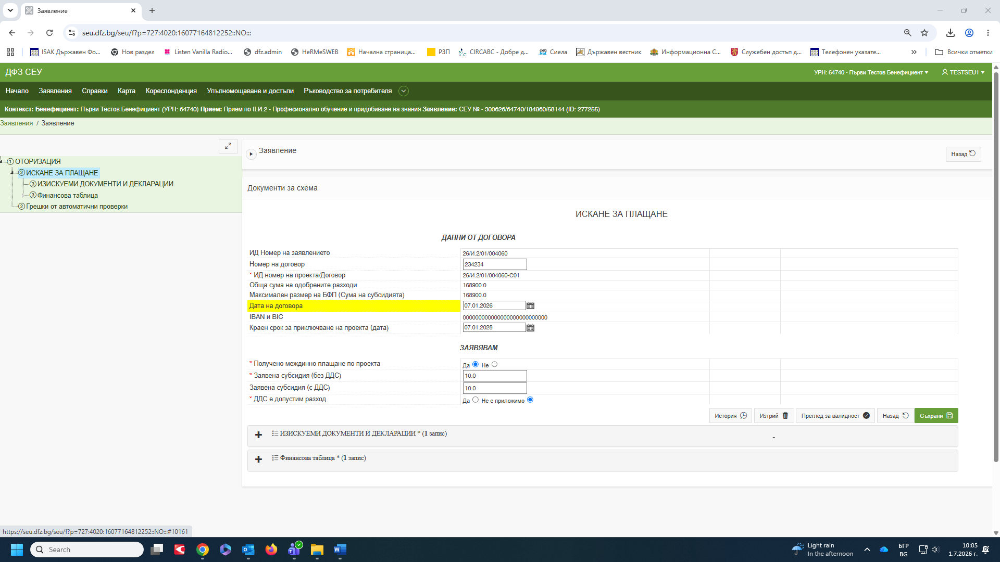 Заявление
seu.dfz.bg/seu/f?p=727:4020:16077164812252::NO:::
ISAK Държавен Фо...
Нов раздел
Listen Vanilla Radio...
dfz.admin
HeRMeSWEB
Начална страница...
РЗП
CIRCABC - Добре д...
Сиела
Държавен вестник
Информационна С...
Служебен достъп д...
Телефонен указате...
Всички отметки
ДФЗ СЕУ
УРН: 64740 - Първи Тестов Бенефициент
TESTSEU1
Начало
Заявления
Справки
Карта
Кореспонденция
Упълномощаване и достъпи
Ръководство за потребителя
Контекст: Бенефициент: Първи Тестов Бенефициент (УРН: 64740) Прием: Прием по II.И.2 - Професионално обучение и придобиване на знания Заявление: СЕУ № - 300626/64740/184960/58144 (ID: 277255)
Заявления / Заявление
1 ОТОРИЗАЦИЯ
2 ИСКАНЕ ЗА ПЛАЩАНЕ
3 ИЗИСКУЕМИ ДОКУМЕНТИ И ДЕКЛАРАЦИИ
3 Финансова таблица
2 Грешки от автоматични проверки
Заявление
Назад
Документи за схема
ИСКАНЕ ЗА ПЛАЩАНЕ
ДАННИ ОТ ДОГОВОРА
ИД Номер на заявлението 26/И.2/01/004060
Номер на договор 234234
* ИД номер на проекта/Договор 26/И.2/01/004060-C01
Обща сума на одобрените разходи 168900.0
Максимален размер на БФП (Сума на субсидията) 168900.0
Дата на договора 07.01.2026
IBAN и BIC 000000000000000000000000000
Краен срок за приключване на проекта (дата) 07.01.2028
ЗАЯВЯВАМ
* Получено междинно плащане по проекта Да Не
* Заявена субсидия (без ДДС) 10.0
Заявена субсидия (с ДДС) 10.0
* ДДС е допустим разход Да Не е приложимо
История
Изтрий
Преглед за валидност
Назад
Съхрани
ИЗИСКУЕМИ ДОКУМЕНТИ И ДЕКЛАРАЦИИ * (1 запис) -
Финансова таблица * (1 запис)
https://seu.dfz.bg/seu/f?p=727:4020:16077164812252::NO:::#10161
Search
Light rain
In the afternoon
БГР
BG
10:05
1.7.2026 г.